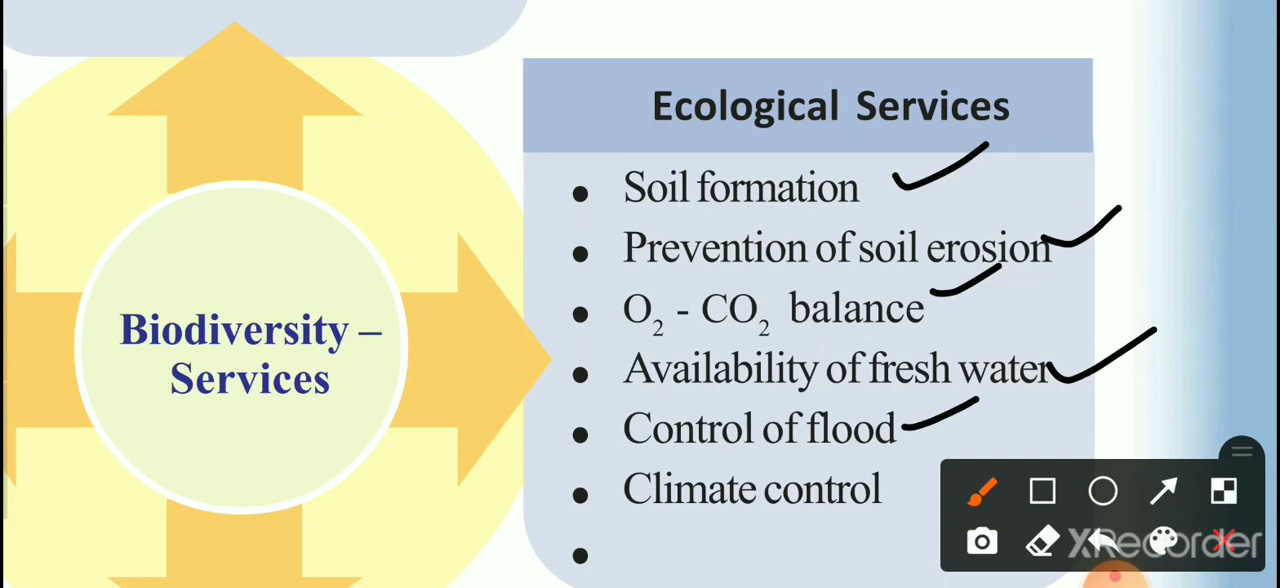 Ecological Services
• Soil formation
• Prevention of soil erosion
• O₂ - CO₂ balance
• Availability of fresh water
• Control of flood
• Climate control
•
Biodiversity –
Services
XRecorder